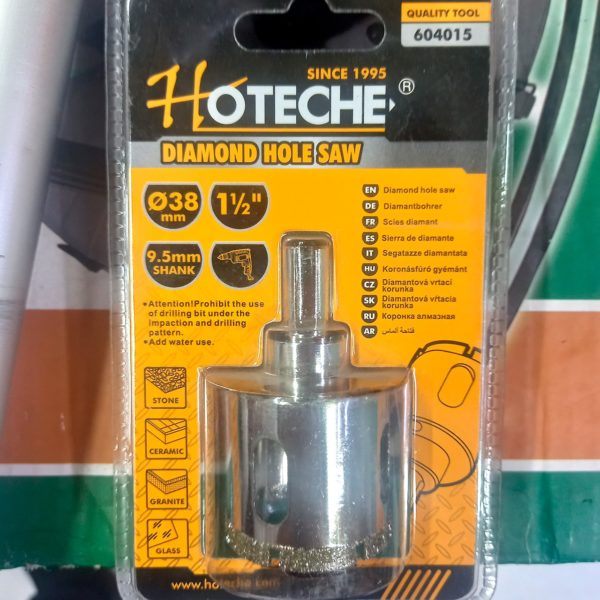 QUALITY TOOL
604015
SINCE 1995
HOTECHE®
DIAMOND HOLE SAW
Ø38 mm
1½"
9.5mm SHANK
•Attention!Prohibit the use
of drilling bit under the
impaction and drilling
pattern.
•Add water use.
EN Diamond hole saw
DE Diamantbohrer
FR Scies diamant
ES Sierra de diamante
IT Segatazze diamantata
HU Koronásfúró gyémánt
CZ Diamantová vŕtací
korunka
SK Diamantová vŕtacia
korunka
RU Коронка алмазная
AR فتاحة الماس
STONE
CERAMIC
GRANITE
GLASS
www.hoteche.com